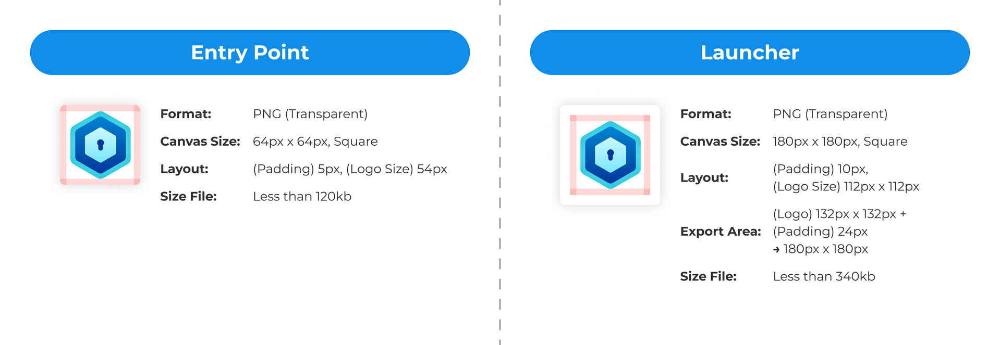 Entry Point
Format: PNG (Transparent)
Canvas Size: 64px x 64px, Square
Layout: (Padding) 5px, (Logo Size) 54px
Size File: Less than 120kb
Launcher
Format: PNG (Transparent)
Canvas Size: 180px x 180px, Square
Layout: (Padding) 10px,
(Logo Size) 112px x 112px
Export Area: (Logo) 132px x 132px +
(Padding) 24px
→ 180px x 180px
Size File: Less than 340kb